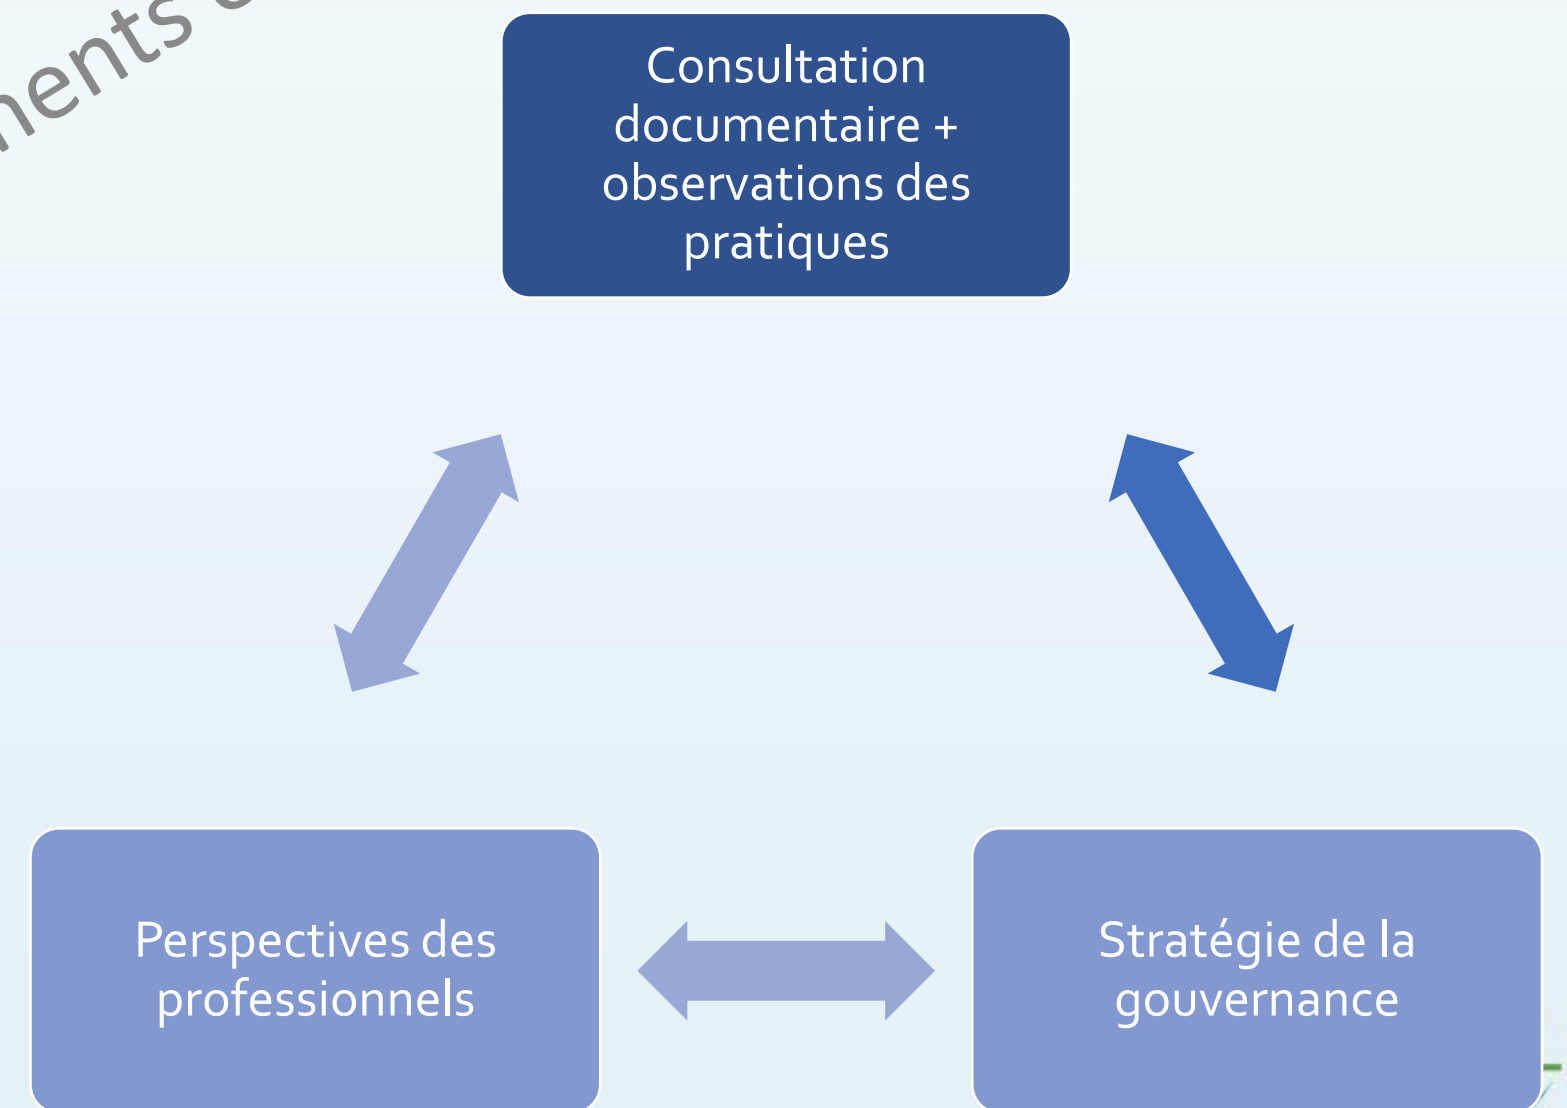 Consultation
documentaire +
observations des
pratiques
Perspectives des
professionnels
Stratégie de la
gouvernance